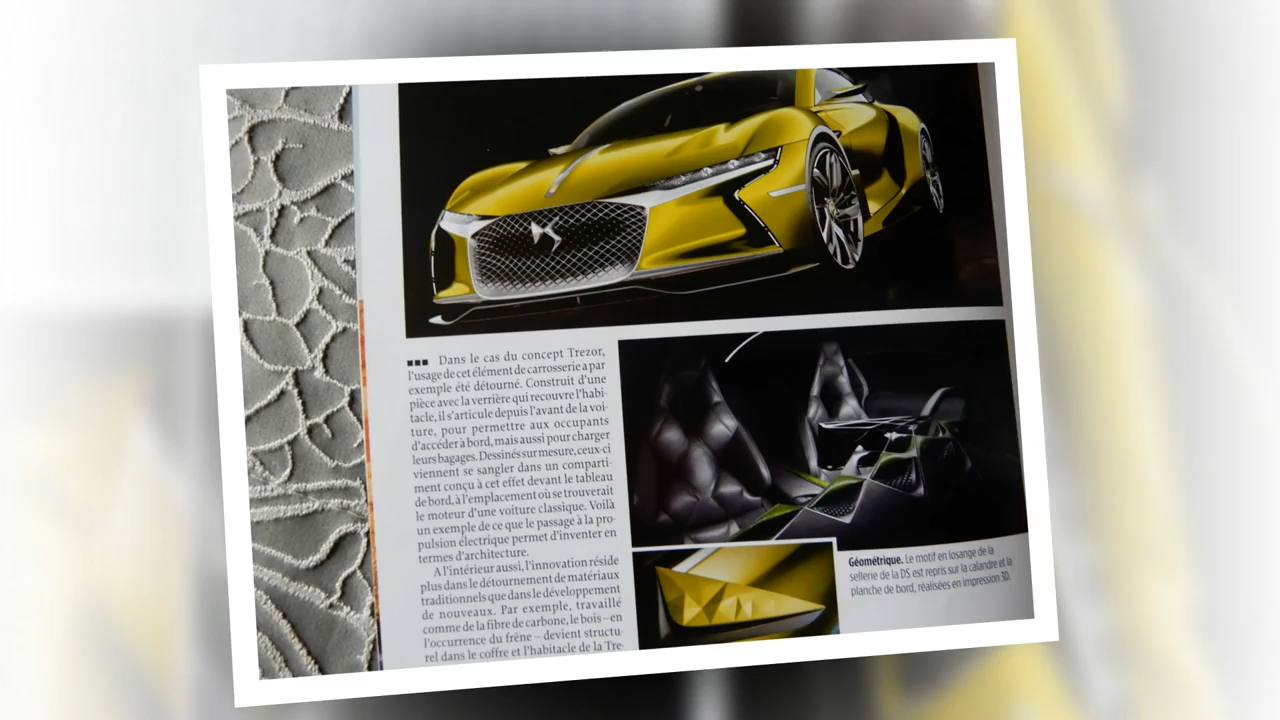 Dans le cas du concept Trezor,
l'usage de cet élément de carrosserie a par
exemple été détourné. Construit d'une
pièce avec la verrière qui recouvre l'habi-
tacle, il s'articule depuis l'avant de la voi-
ture, pour permettre aux occupants
d'accéder à bord, mais aussi pour charger
leurs bagages. Dessinés sur mesure, ceux-ci
viennent se sangler dans un comparti-
ment conçu à cet effet devant le tableau
de bord, à l'emplacement où se trouverait
le moteur d'une voiture classique. Voilà
un exemple de ce que le passage à la pro-
pulsion électrique permet d'inventer en
termes d'architecture.
A l'intérieur aussi, l'innovation réside
plus dans le détournement de matériaux
traditionnels que dans le développement
de nouveaux. Par exemple, travaillé
comme de la fibre de carbone, le bois – en
l'occurrence du frêne – devient structu-
rel dans le coffre et l'habitacle de la Tre-
Géométrique. Le motif en losange de la
sellerie de la DS est repris sur la calandre et la
planche de bord, réalisées en impression 3D.